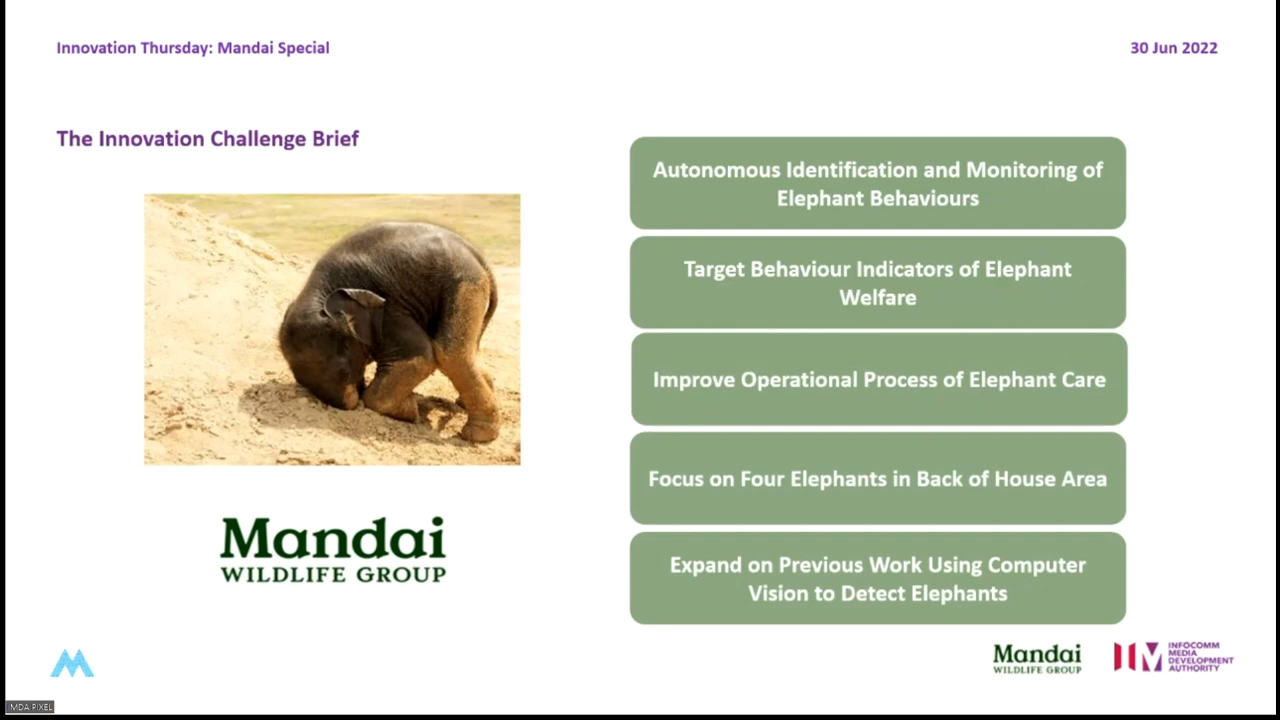 Innovation Thursday: Mandai Special
30 Jun 2022
The Innovation Challenge Brief
Autonomous Identification and Monitoring of
Elephant Behaviours
Target Behaviour Indicators of Elephant
Welfare
Improve Operational Process of Elephant Care
Focus on Four Elephants in Back of House Area
Expand on Previous Work Using Computer
Vision to Detect Elephants
Mandai
WILDLIFE GROUP
Mandai
WILDLIFE GROUP
INFOCOMM
MEDIA
DEVELOPMENT
AUTHORITY
IMDA PIXEL